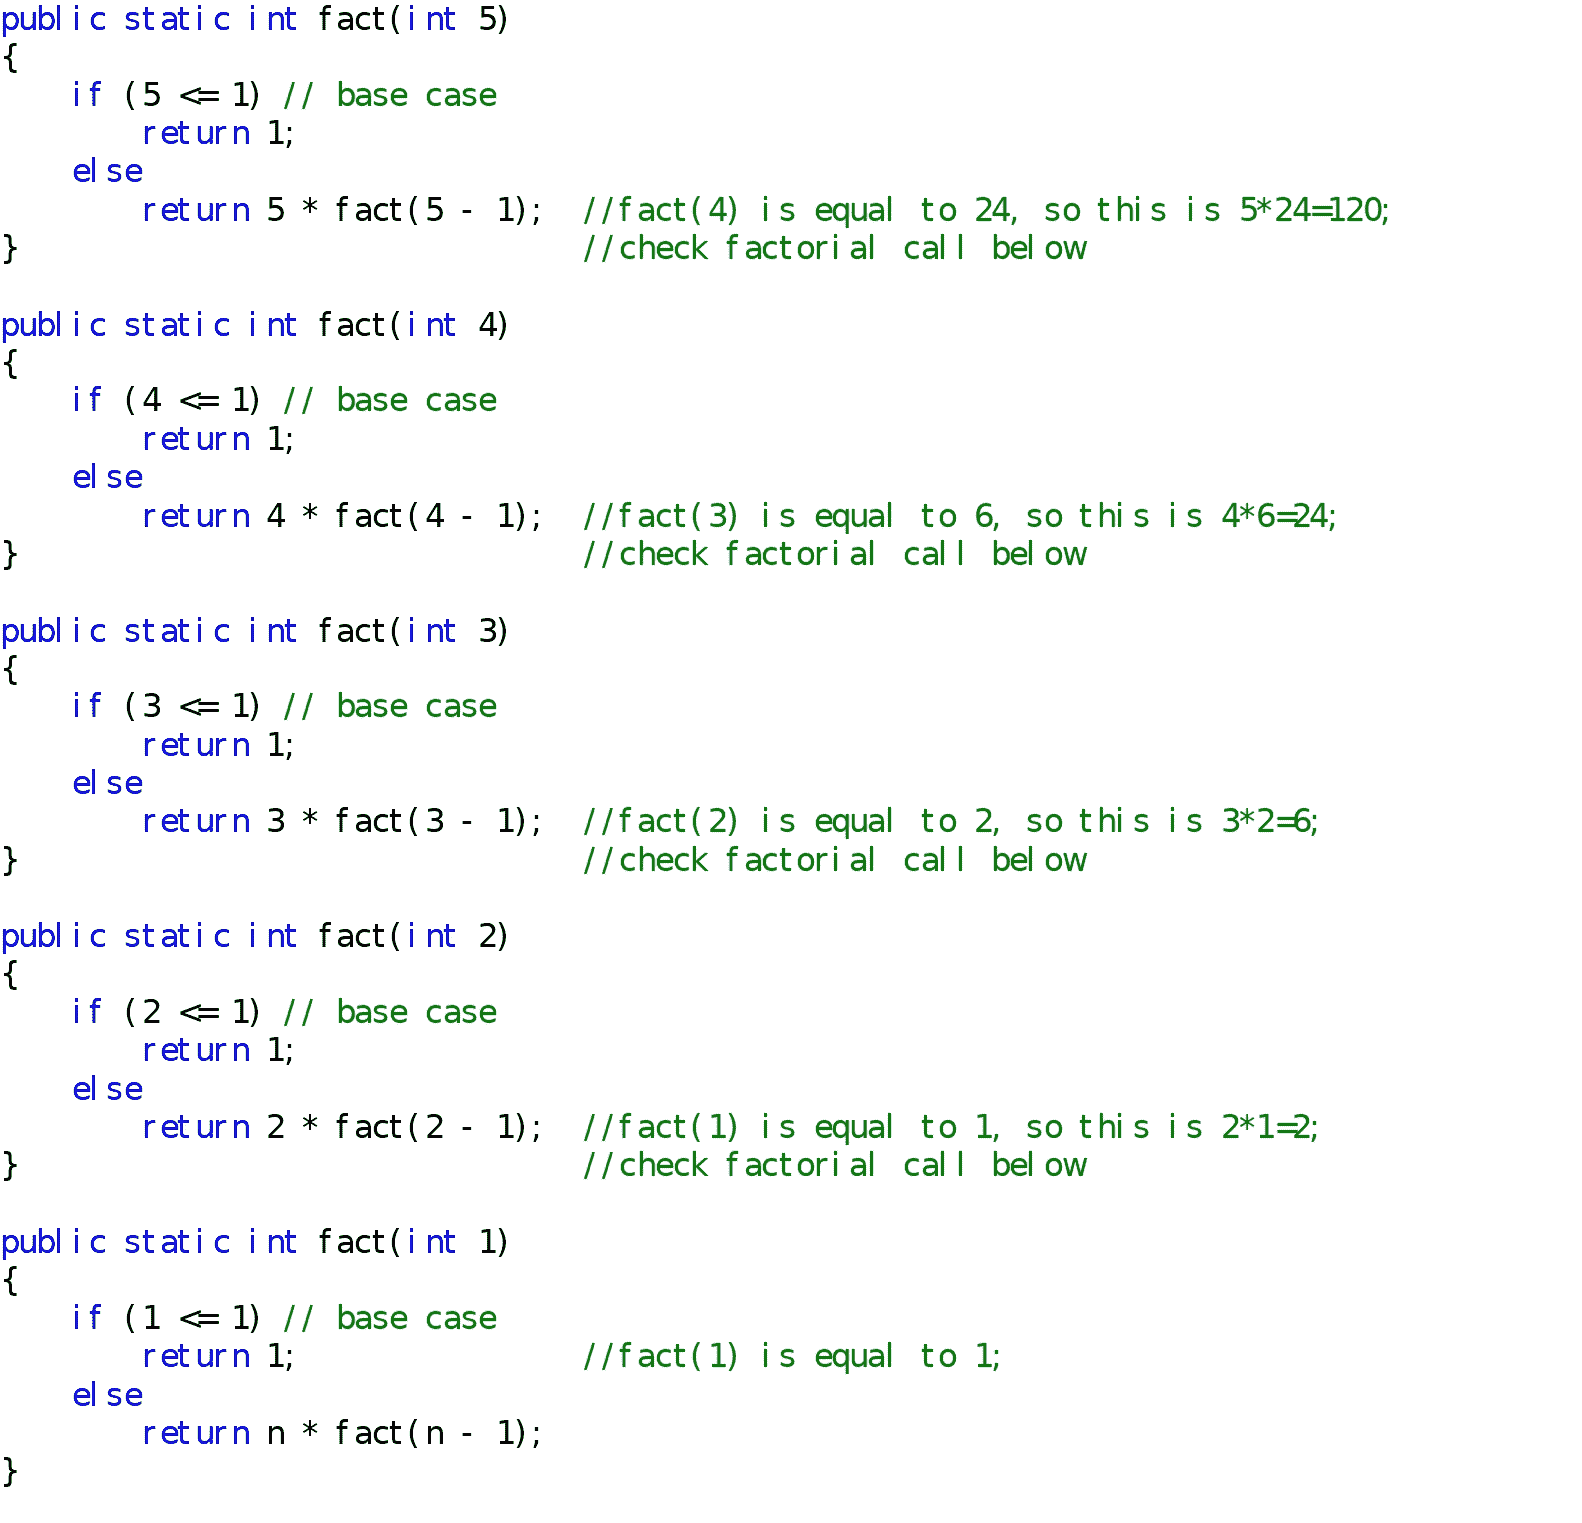 public static int fact(int 5)
{
    if (5 <= 1) // base case
        return 1;
    else
        return 5 * fact(5 - 1);  //fact(4) is equal to 24, so this is 5*24=120;
}                                //check factorial call below

public static int fact(int 4)
{
    if (4 <= 1) // base case
        return 1;
    else
        return 4 * fact(4 - 1);  //fact(3) is equal to 6, so this is 4*6=24;
}                                //check factorial call below

public static int fact(int 3)
{
    if (3 <= 1) // base case
        return 1;
    else
        return 3 * fact(3 - 1);  //fact(2) is equal to 2, so this is 3*2=6;
}                                //check factorial call below

public static int fact(int 2)
{
    if (2 <= 1) // base case
        return 1;
    else
        return 2 * fact(2 - 1);  //fact(1) is equal to 1, so this is 2*1=2;
}                                //check factorial call below

public static int fact(int 1)
{
    if (1 <= 1) // base case
        return 1;                //fact(1) is equal to 1;
    else
        return n * fact(n - 1);
}